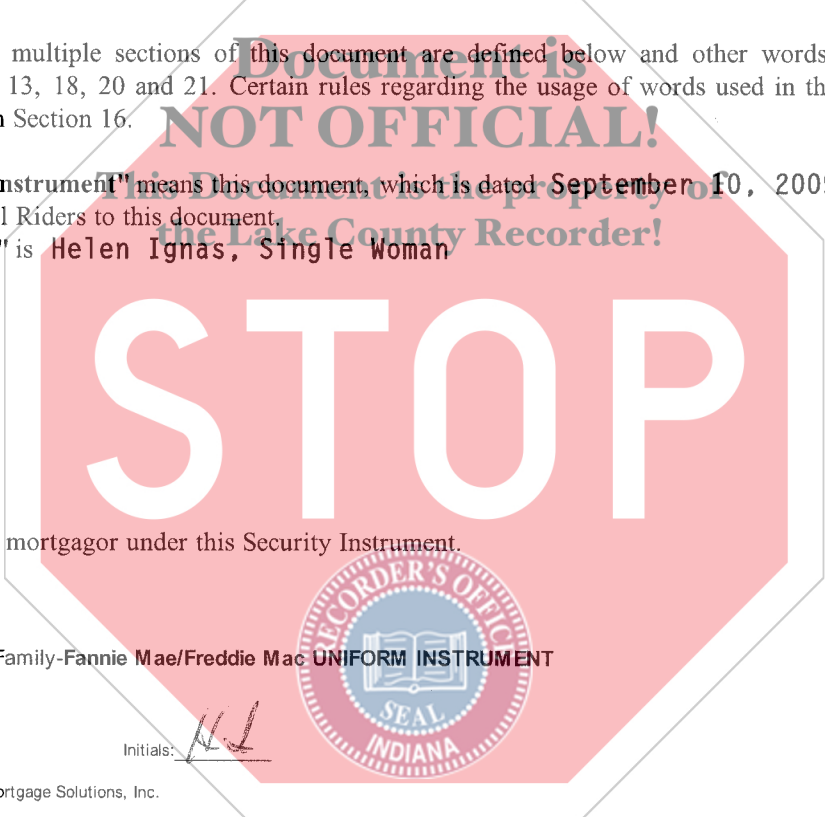 Document is
multiple sections of this document are defined below and other words
13, 18, 20 and 21. Certain rules regarding the usage of words used in th
NOT OFFICIAL!
n Section 16.
nstrument" means this document, which is dated September 10, 200
This Document is the property of
l Riders to this document.
the Lake County Recorder!
" is Helen Ignas, Single Woman
STOP
mortgagor under this Security Instrument.
RECORDER'S OFFICE
Family-Fannie Mae/Freddie Mac UNIFORM INSTRUMENT
SEAL
INDIANA
Initials: H I
ortgage Solutions, Inc.